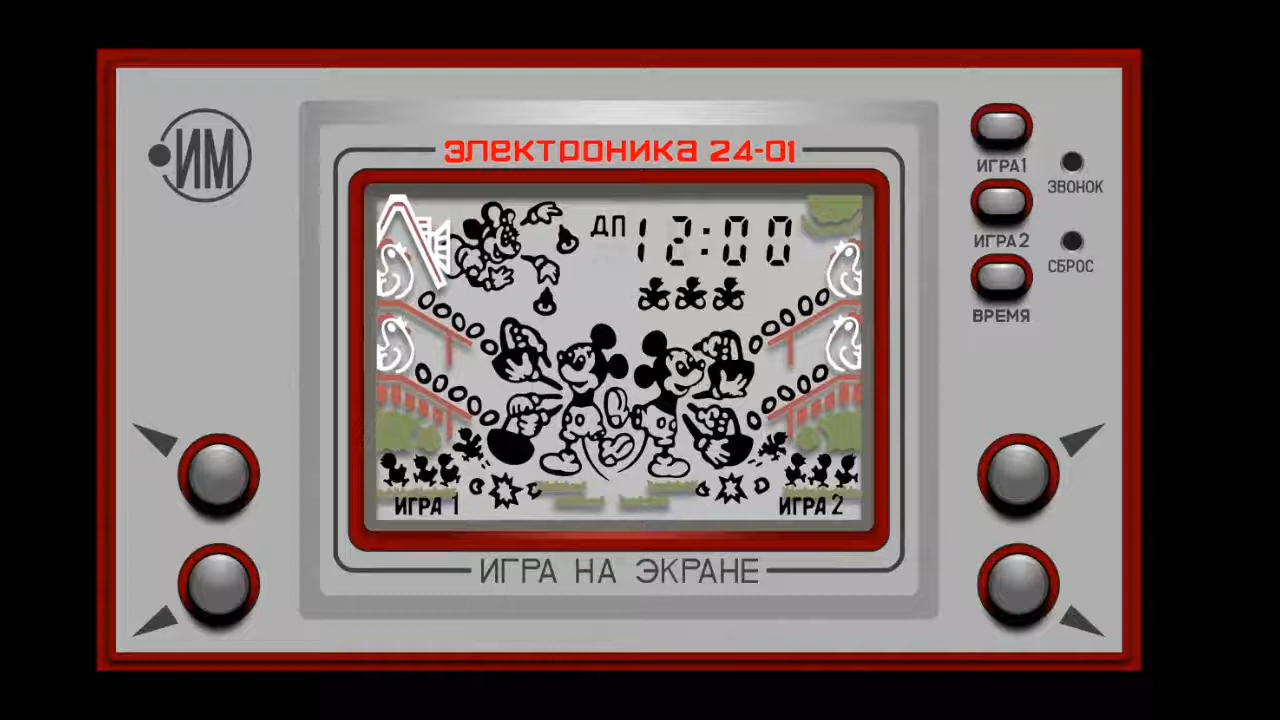 ИМ
ЭЛЕКТРОНИКА 24-01
ИГРА1
ЗВОНОК
ИГРА2
СБРОС
ВРЕМЯ
ДП 12:00
ИГРА 1
ИГРА 2
ИГРА НА ЭКРАНЕ